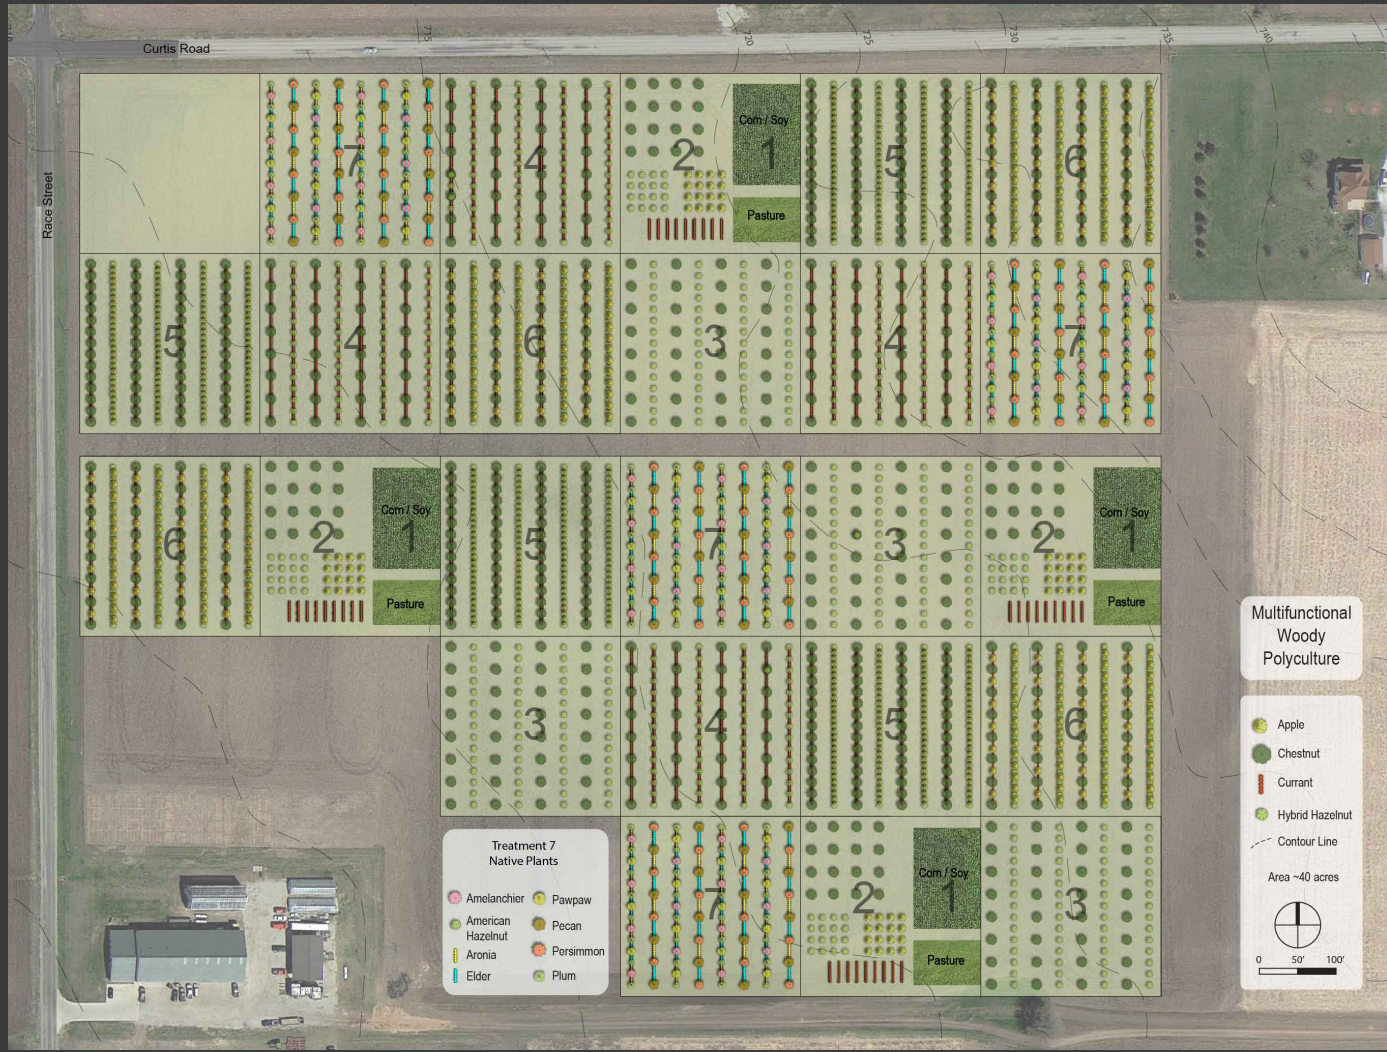 Curtis Road
715
720
725
730
735
740
Race Street
7
4
2
Corn / Soy
1
Pasture
5
6
5
4
6
3
4
7
6
2
Corn / Soy
1
Pasture
5
7
3
2
Corn / Soy
1
Pasture
3
4
5
6
7
2
Corn / Soy
1
Pasture
3
Treatment 7
Native Plants
Amelanchier
American
Hazelnut
Aronia
Elder
Pawpaw
Pecan
Persimmon
Plum
Multifunctional
Woody
Polyculture
Apple
Chestnut
Currant
Hybrid Hazelnut
Contour Line
Area ~40 acres
0 50' 100'